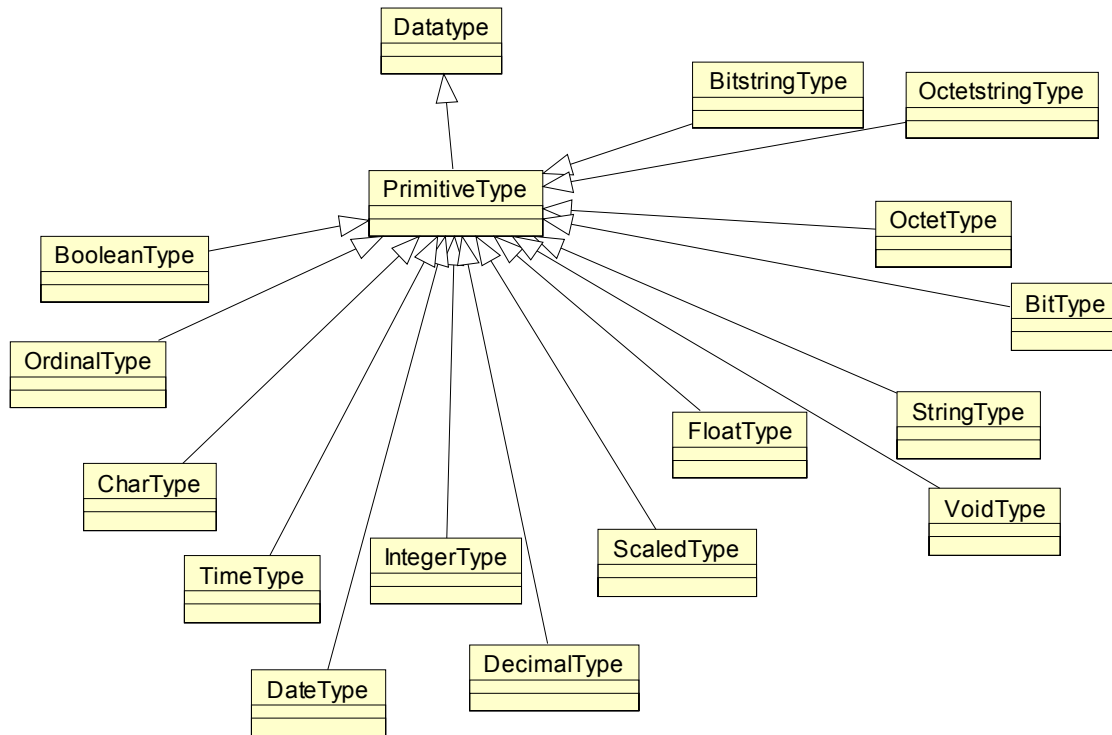 Datatype
BitstringType
OctetstringType
PrimitiveType
OctetType
BooleanType
BitType
OrdinalType
StringType
FloatType
CharType
VoidType
ScaledType
IntegerType
TimeType
DecimalType
DateType